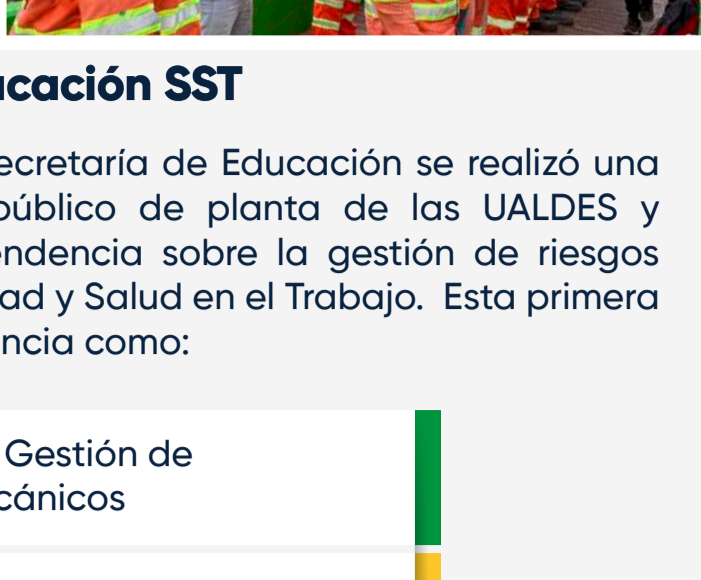 ucación SST
ecretaría de Educación se realizó una
público de planta de las UALDES y
endencia sobre la gestión de riesgos
ad y Salud en el Trabajo. Esta primera
ncia como:
Gestión de
cánicos